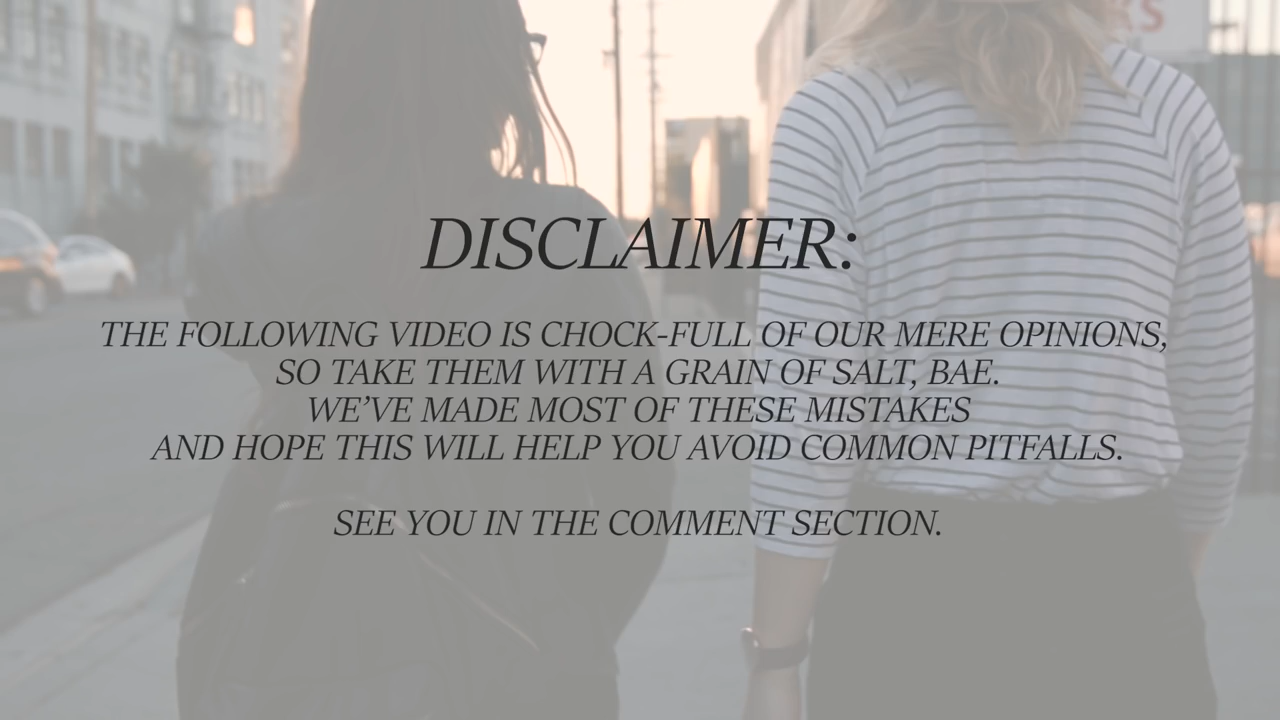 DISCLAIMER:
THE FOLLOWING VIDEO IS CHOCK-FULL OF OUR MERE OPINIONS,
SO TAKE THEM WITH A GRAIN OF SALT, BAE.
WE'VE MADE MOST OF THESE MISTAKES
AND HOPE THIS WILL HELP YOU AVOID COMMON PITFALLS.
SEE YOU IN THE COMMENT SECTION.